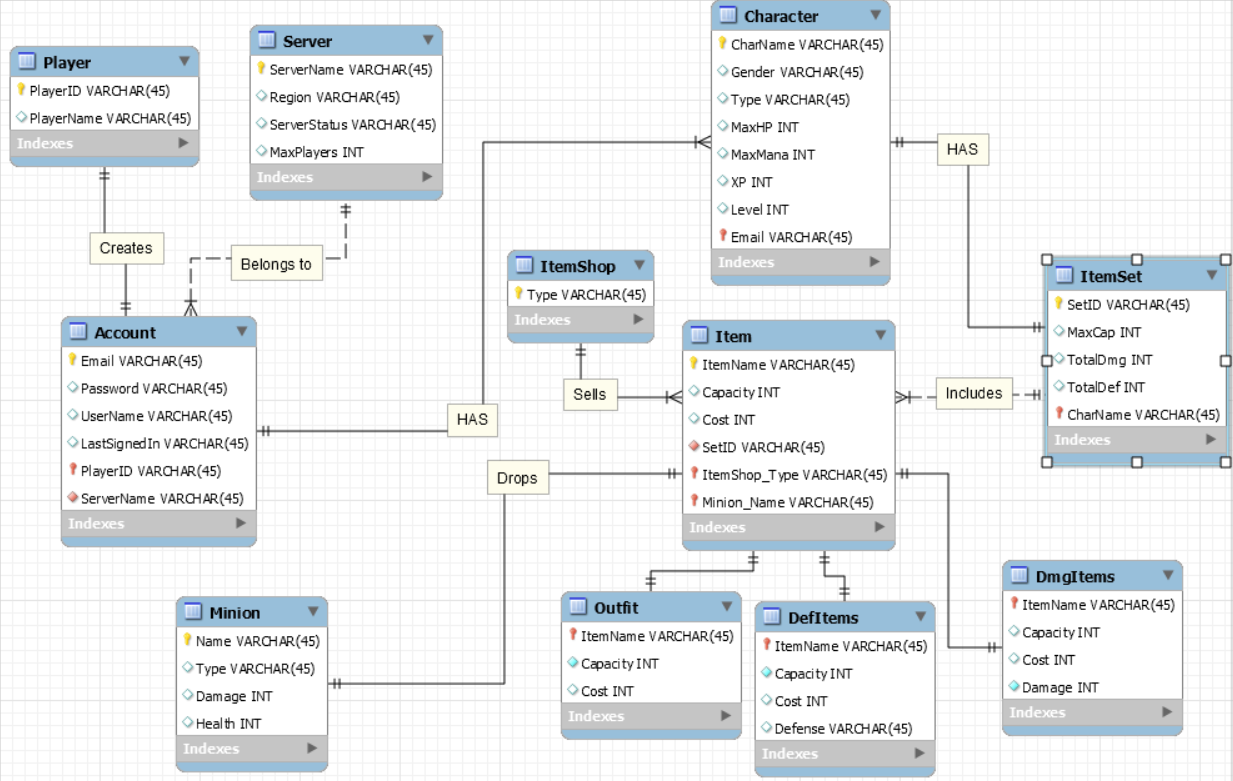 Player
PlayerID VARCHAR(45)
PlayerName VARCHAR(45)
Indexes
Server
ServerName VARCHAR(45)
Region VARCHAR(45)
ServerStatus VARCHAR(45)
MaxPlayers INT
Indexes
Character
CharName VARCHAR(45)
Gender VARCHAR(45)
Type VARCHAR(45)
MaxHP INT
MaxMana INT
XP INT
Level INT
Email VARCHAR(45)
Indexes
HAS
Creates
Belongs to
ItemShop
Type VARCHAR(45)
Indexes
ItemSet
SetID VARCHAR(45)
MaxCap INT
TotalDmg INT
TotalDef INT
CharName VARCHAR(45)
Indexes
Account
Email VARCHAR(45)
Password VARCHAR(45)
UserName VARCHAR(45)
LastSignedIn VARCHAR(45)
PlayerID VARCHAR(45)
ServerName VARCHAR(45)
Indexes
HAS
Sells
Item
ItemName VARCHAR(45)
Capacity INT
Cost INT
SetID VARCHAR(45)
ItemShop_Type VARCHAR(45)
Minion_Name VARCHAR(45)
Indexes
Includes
Drops
Minion
Name VARCHAR(45)
Type VARCHAR(45)
Damage INT
Health INT
Indexes
Outfit
ItemName VARCHAR(45)
Capacity INT
Cost INT
Indexes
DefItems
ItemName VARCHAR(45)
Capacity INT
Cost INT
Defense VARCHAR(45)
Indexes
DmgItems
ItemName VARCHAR(45)
Capacity INT
Cost INT
Damage INT
Indexes